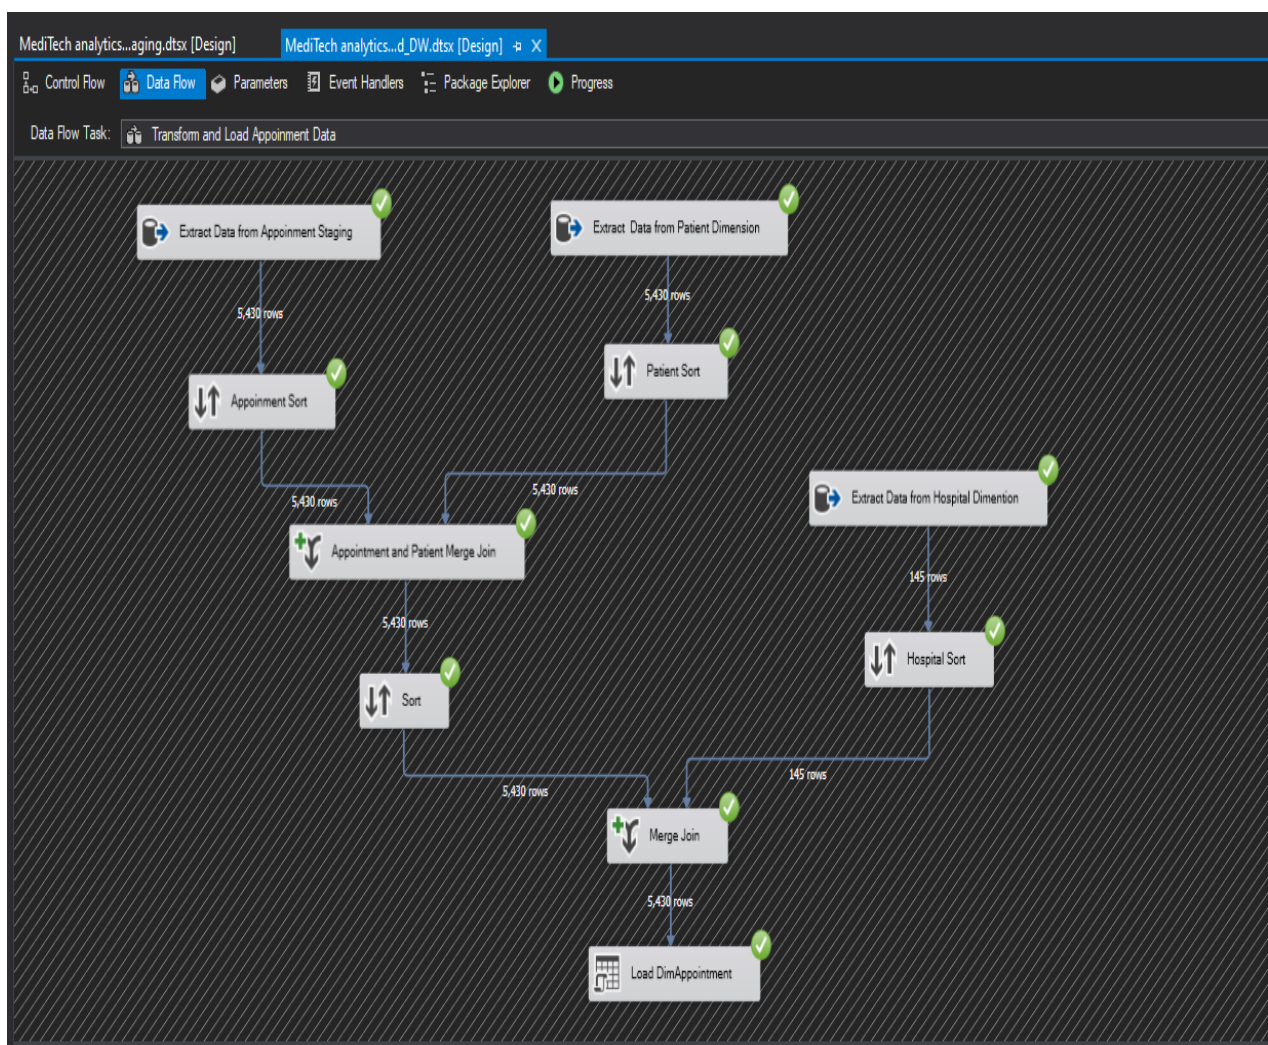 MediTech analytics...aging.dtsx [Design]
MediTech analytics...d_DW.dtsx [Design]
Control Flow
Data Flow
Parameters
Event Handlers
Package Explorer
Progress
Data Flow Task:
Transform and Load Appoinment Data
Extract Data from Appoinment Staging
Extract Data from Patient Dimension
5,430 rows
5,430 rows
Patient Sort
Appoinment Sort
5,430 rows
5,430 rows
Extract Data from Hospital Dimention
Appointment and Patient Merge Join
145 rows
5,430 rows
Hospital Sort
Sort
145 rows
5,430 rows
Merge Join
5,430 rows
Load DimAppointment